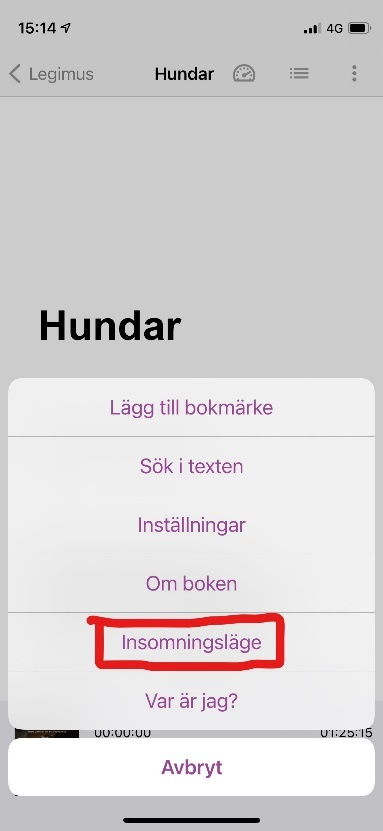 15:14
4G
Legimus
Hundar
Hundar
Lägg till bokmärke
Sök i texten
Inställningar
Om boken
Insomningsläge
Var är jag?
00:00:00
01:25:15
Avbryt